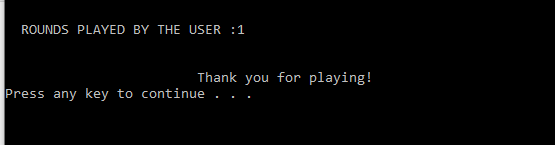 ROUNDS PLAYED BY THE USER :1
Thank you for playing!
Press any key to continue . . .